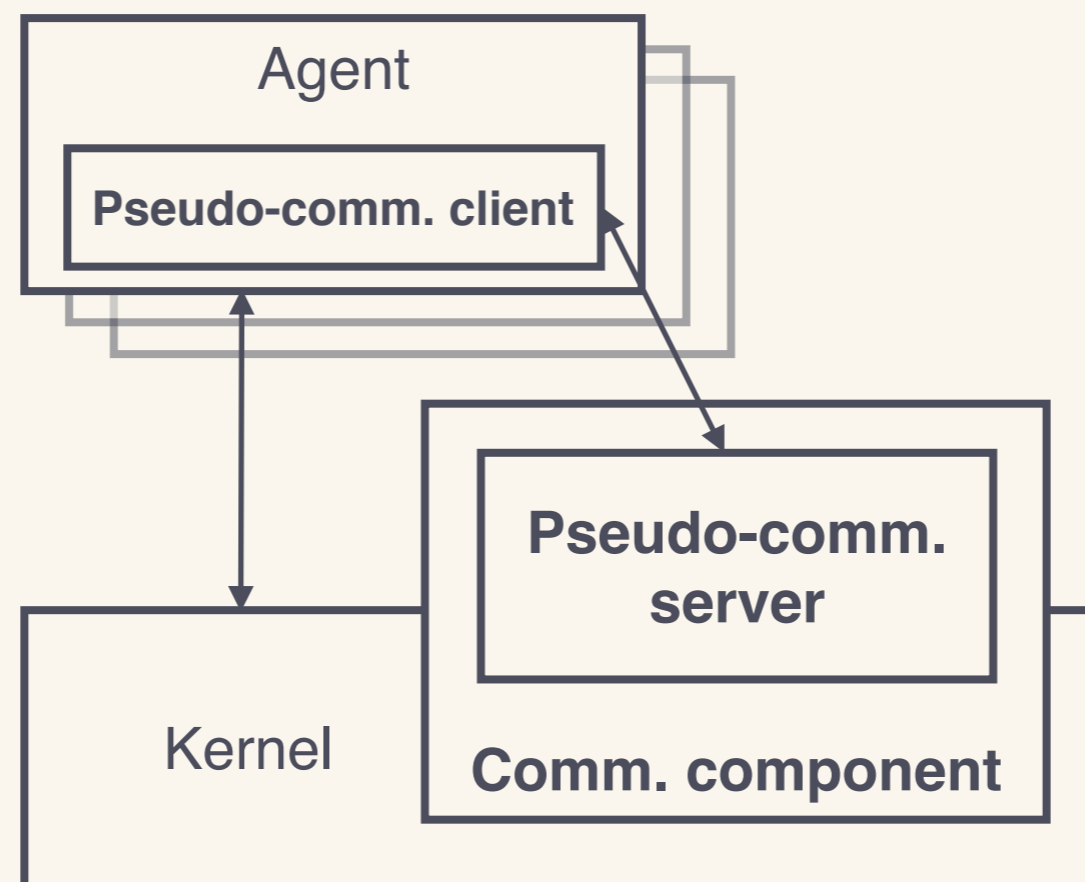 Agent
Pseudo-comm. client
Pseudo-comm.
server
Kernel
Comm. component